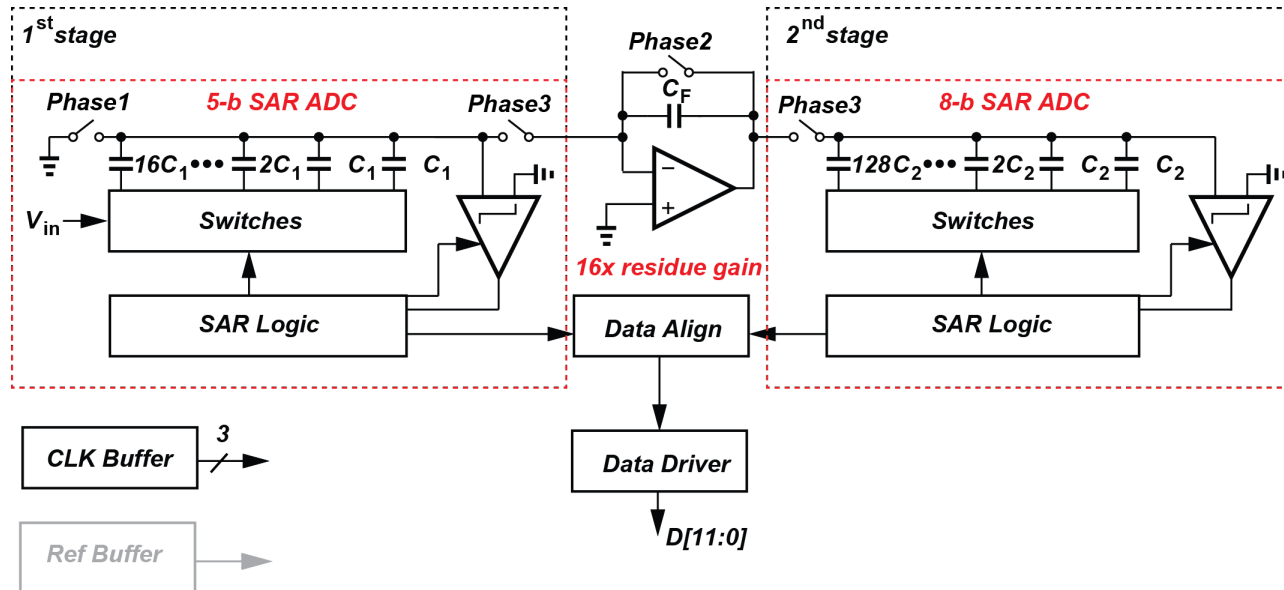 1st stage
2nd stage
Phase2
Phase1
5-b SAR ADC
Phase3
CF
Phase3
8-b SAR ADC
16C1 ••• 2C1 C1 C1
128C2 ••• 2C2 C2 C2
−
+
Vin
Switches
Switches
16x residue gain
SAR Logic
Data Align
SAR Logic
3
CLK Buffer
Data Driver
Ref Buffer
D[11:0]